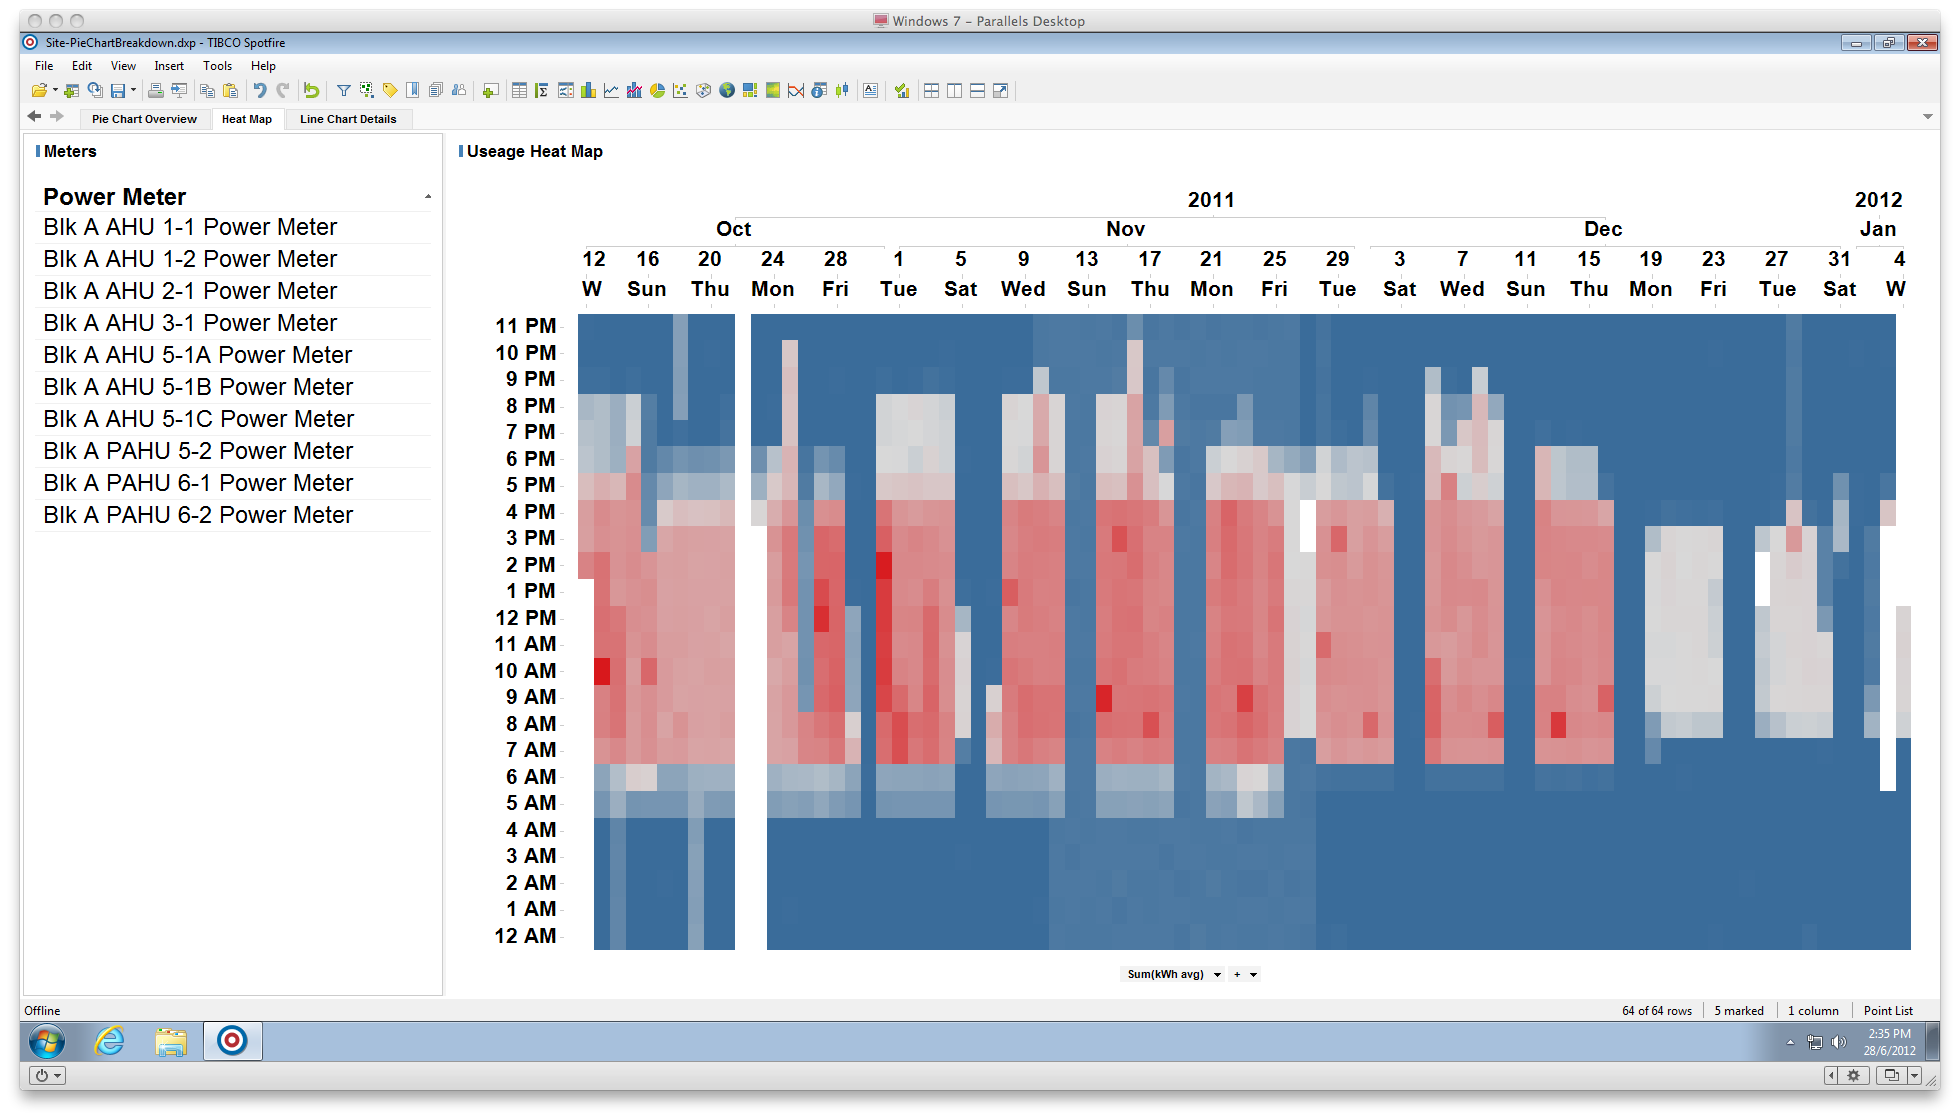 Windows 7 - Parallels Desktop
Site-PieChartBreakdown.dxp - TIBCO Spotfire
File Edit View Insert Tools Help
Pie Chart Overview Heat Map Line Chart Details
Meters
Power Meter
Blk A AHU 1-1 Power Meter
Blk A AHU 1-2 Power Meter
Blk A AHU 2-1 Power Meter
Blk A AHU 3-1 Power Meter
Blk A AHU 5-1A Power Meter
Blk A AHU 5-1B Power Meter
Blk A AHU 5-1C Power Meter
Blk A PAHU 5-2 Power Meter
Blk A PAHU 6-1 Power Meter
Blk A PAHU 6-2 Power Meter
Useage Heat Map
2011 2012
Oct Nov Dec Jan
12 16 20 24 28 1 5 9 13 17 21 25 29 3 7 11 15 19 23 27 31 4
W Sun Thu Mon Fri Tue Sat Wed Sun Thu Mon Fri Tue Sat Wed Sun Thu Mon Fri Tue Sat W
11 PM
10 PM
9 PM
8 PM
7 PM
6 PM
5 PM
4 PM
3 PM
2 PM
1 PM
12 PM
11 AM
10 AM
9 AM
8 AM
7 AM
6 AM
5 AM
4 AM
3 AM
2 AM
1 AM
12 AM
Sum(kWh avg) +
Offline 64 of 64 rows 5 marked 1 column Point List
2:35 PM
28/6/2012